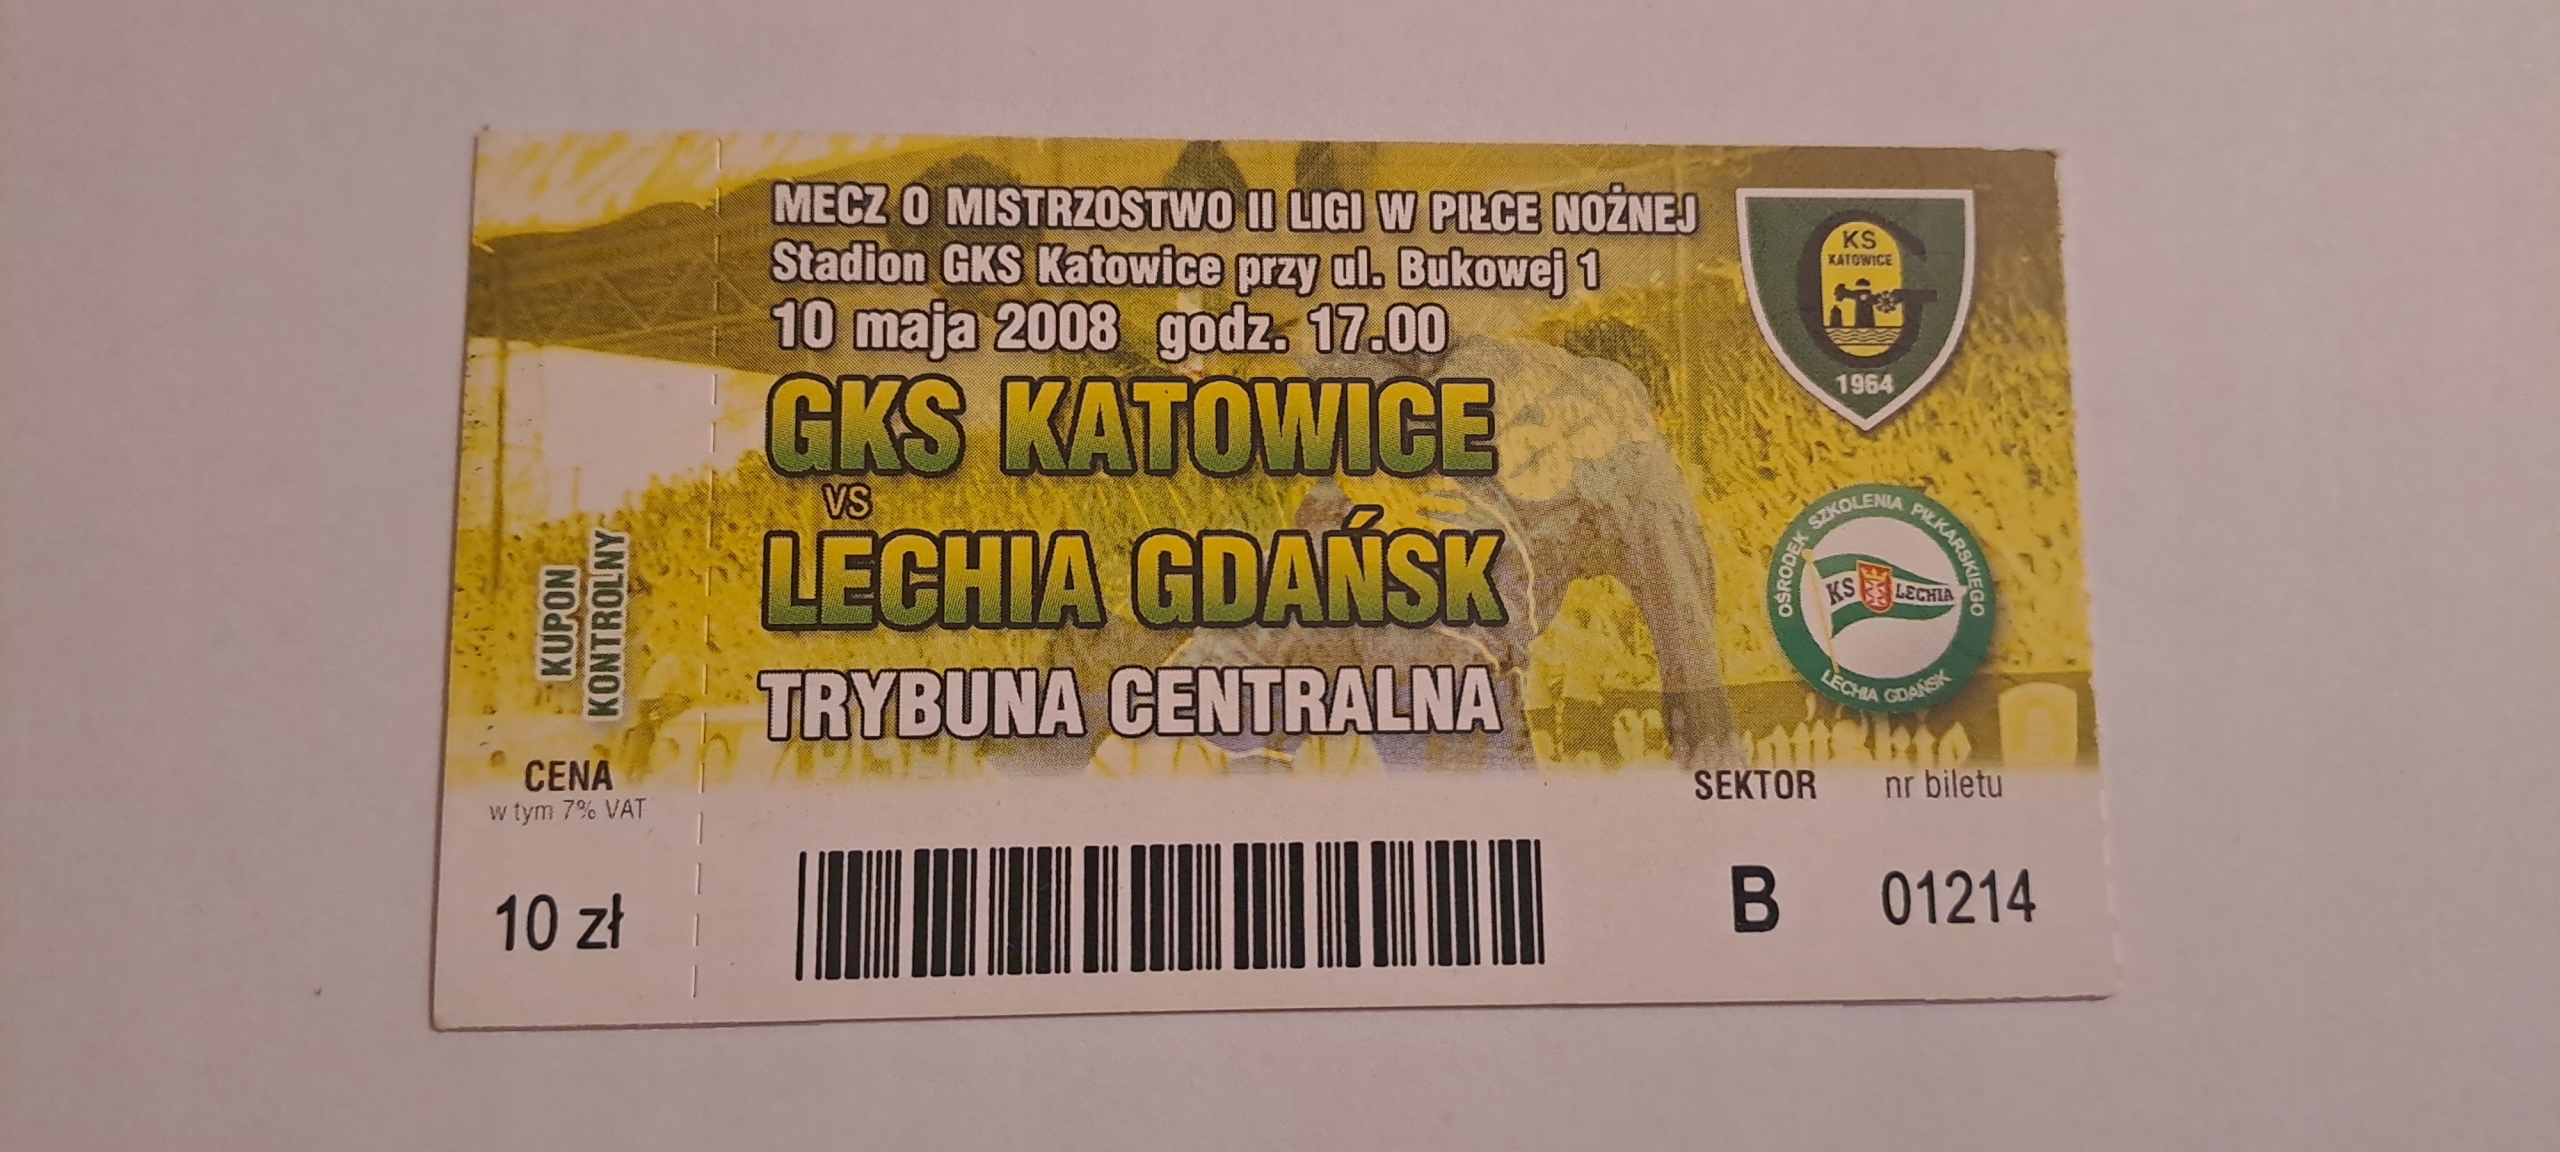 MECZ O MISTRZOSTWO II LIGI W PIŁCE NOŻNEJ
Stadion GKS Katowice przy ul. Bukowej 1
10 maja 2008 godz. 17.00
GKS KATOWICE
VS
LECHIA GDAŃSK
TRYBUNA CENTRALNA
KS
KATOWICE
G
1964
OŚRODEK SZKOLENIA PIŁKARSKIEGO
KS LECHIA
LECHIA GDAŃSK
KUPON
KONTROLNY
CENA
w tym 7% VAT
10 zł
SEKTOR nr biletu
B 01214